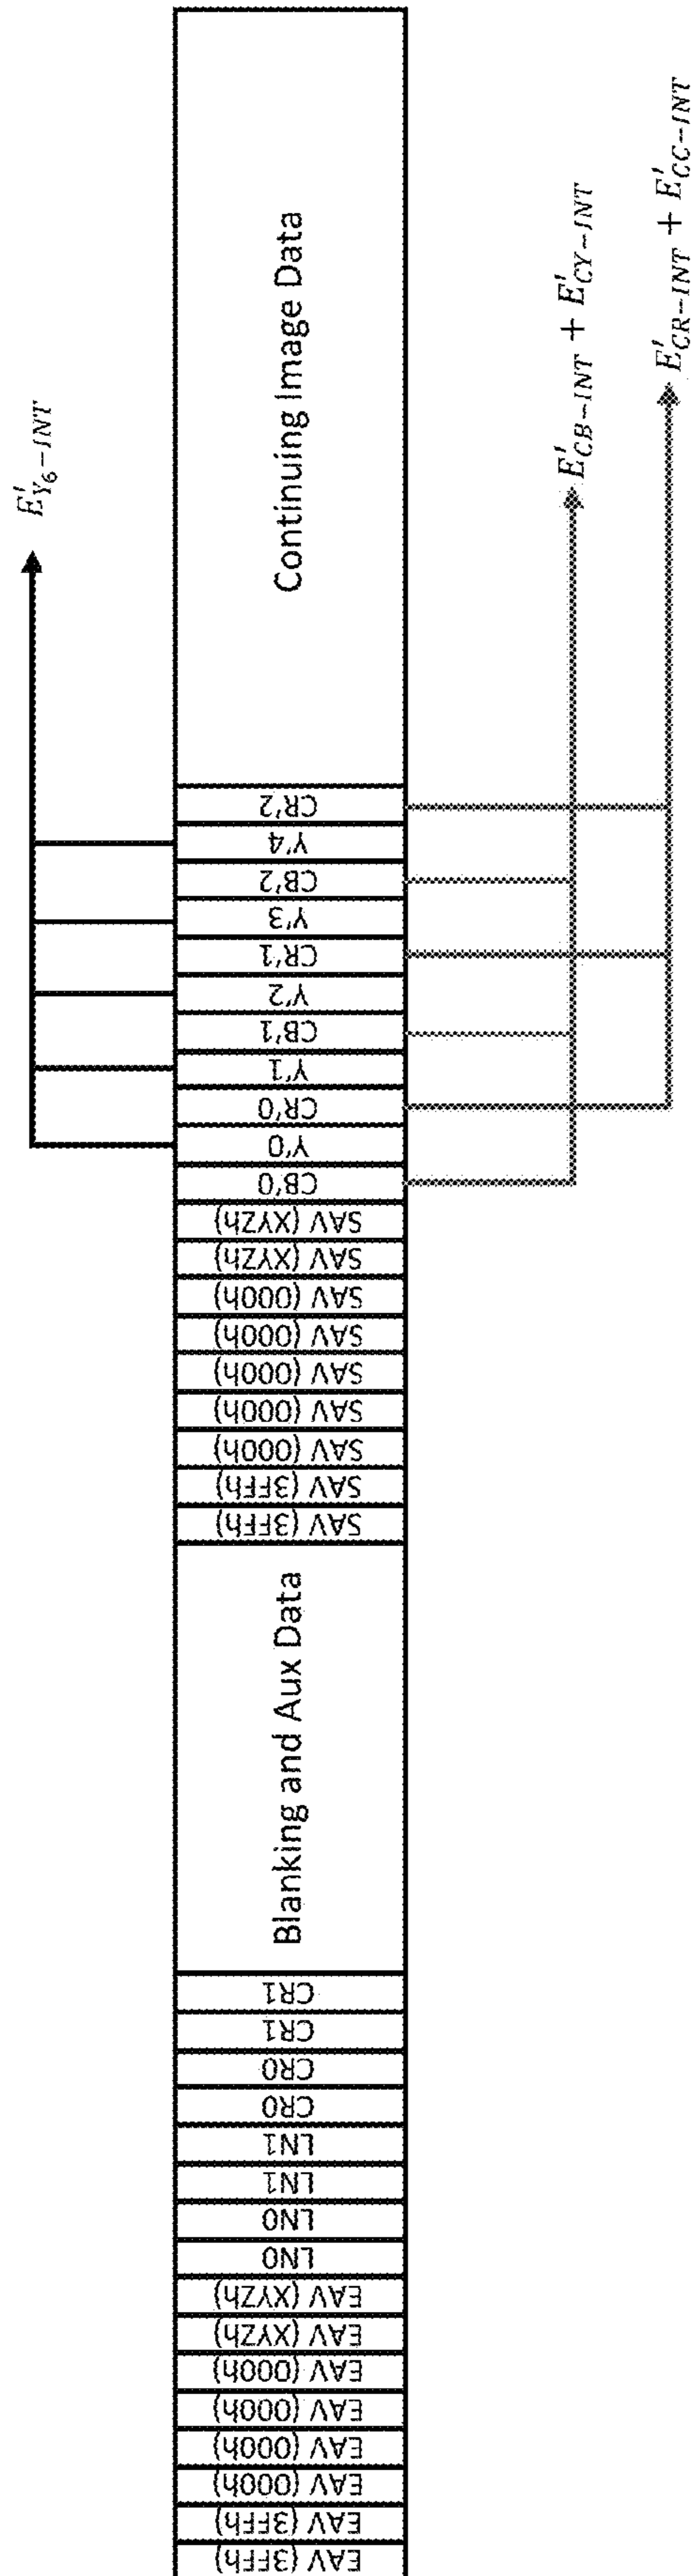 E'Y6-INT
EAV (3FFh)
EAV (3FFh)
EAV (000h)
EAV (000h)
EAV (000h)
EAV (000h)
EAV (XYZh)
EAV (XYZh)
LN0
LN0
LN1
LN1
CR0
CR0
CR1
CR1
Blanking and Aux Data
SAV (3FFh)
SAV (3FFh)
SAV (000h)
SAV (000h)
SAV (000h)
SAV (000h)
SAV (000h)
SAV (XYZh)
SAV (XYZh)
CB'0
Y'0
CR'0
Y'1
CB'1
Y'2
CR'1
Y'3
CB'2
Y'4
CR'2
Continuing Image Data
E'CB-INT + E'CY-INT
E'CR-INT + E'CC-INT